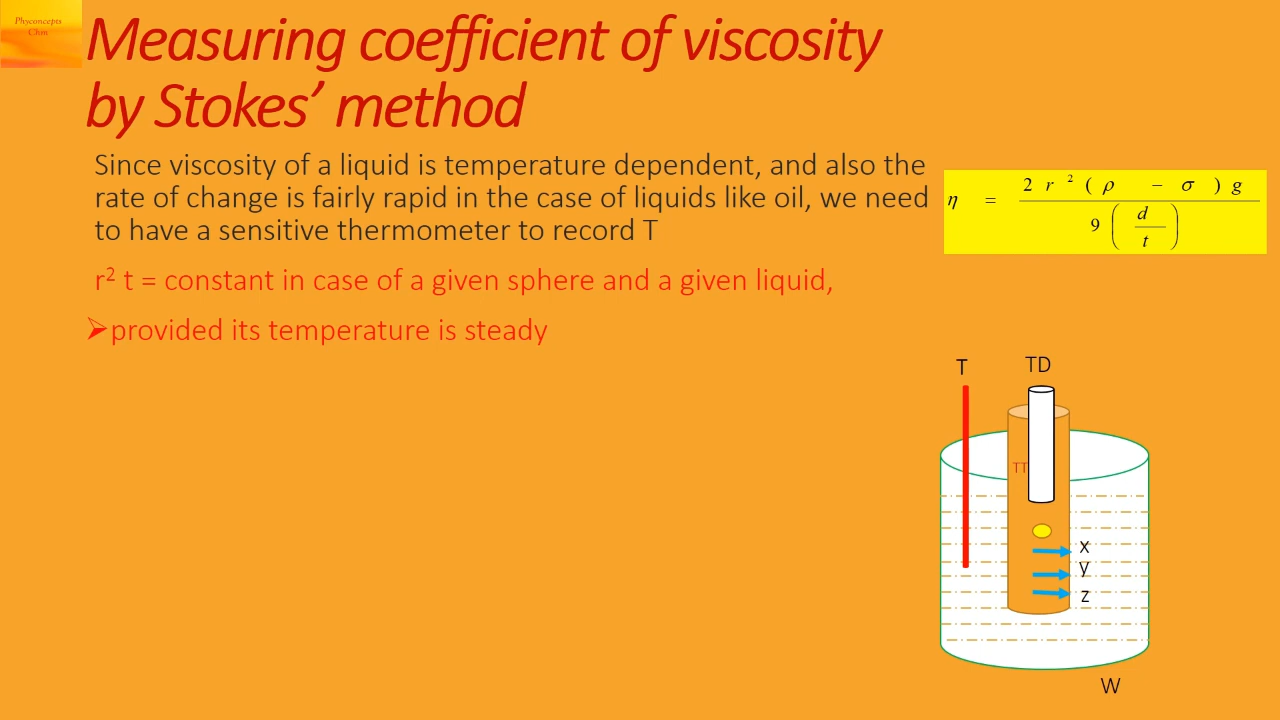 Phyconcepts
Chm
Measuring coefficient of viscosity
by Stokes’ method
Since viscosity of a liquid is temperature dependent, and also the
rate of change is fairly rapid in the case of liquids like oil, we need
to have a sensitive thermometer to record T
r² t = constant in case of a given sphere and a given liquid,
➢provided its temperature is steady
η = 2 r ² ( ρ − σ ) g
9 ( d
t )
T TD
TT
x
y
z
W